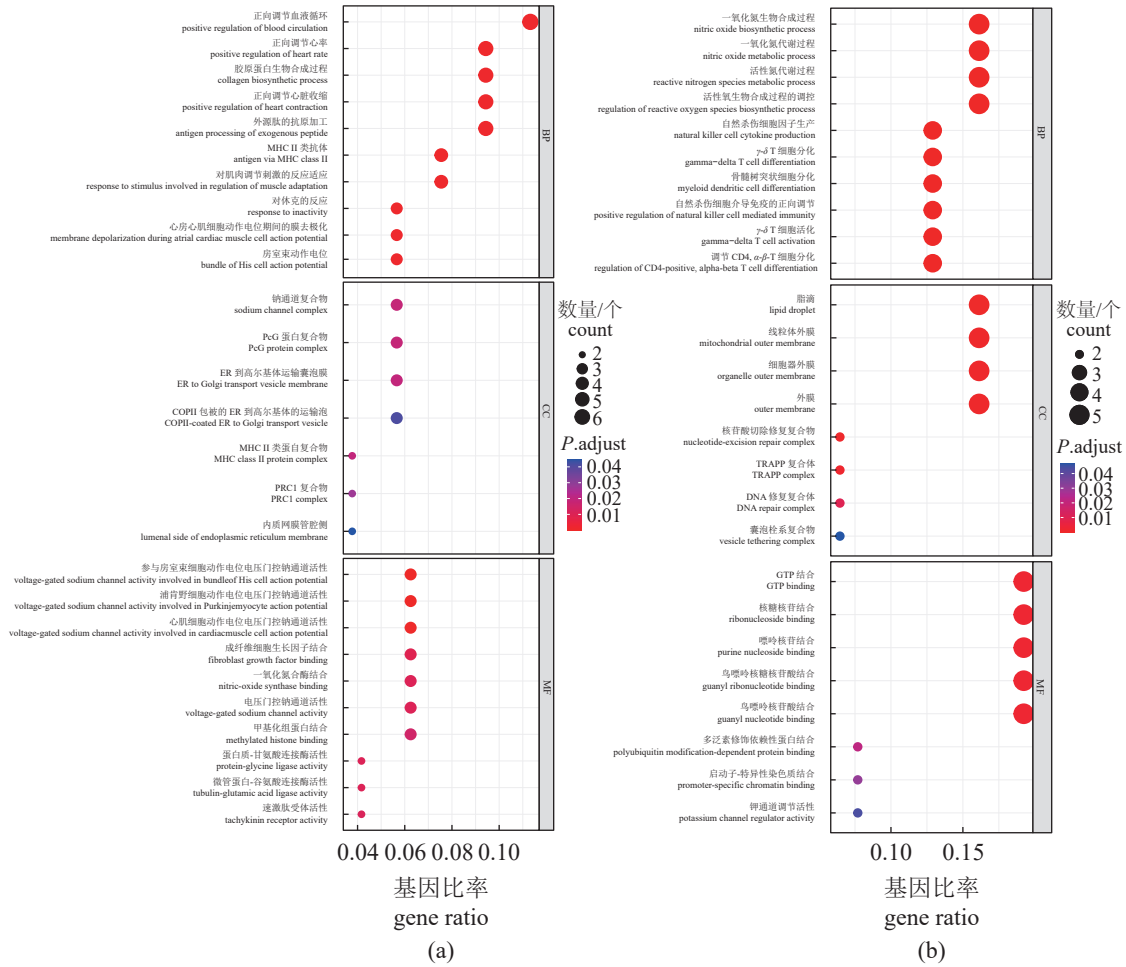 正向调节血液循环
positive regulation of blood circulation
正向调节心率
positive regulation of heart rate
胶原蛋白生物合成过程
collagen biosynthetic process
正向调节心脏收缩
positive regulation of heart contraction
外源肽的抗原加工
antigen processing of exogenous peptide
MHC II 类抗体
antigen via MHC class II
对肌肉调节刺激的反应适应
response to stimulus involved in regulation of muscle adaptation
对休克的反应
response to inactivity
心房心肌细胞动作电位期间的膜去极化
membrane depolarization during atrial cardiac muscle cell action potential
房室束动作电位
bundle of His cell action potential
BP
钠通道复合物
sodium channel complex
PcG 蛋白复合物
PcG protein complex
ER 到高尔基体运输囊泡膜
ER to Golgi transport vesicle membrane
COPII 包被的 ER 到高尔基体的运输泡
COPII-coated ER to Golgi transport vesicle
MHC II 类蛋自复合物
MHC class II protein complex
PRC1 复合物
PRC1 complex
内质网膜管腔侧
lumenal side of endoplasmic reticulum membrane
CC
参与房室束细胞动作电位电压门控钠通道活性
voltage-gated sodium channel activity involved in bundleof His cell action potential
浦肯野细胞动作电位电压门控钠通道活性
voltage-gated sodium channel activity involved in Purkinjemyocyte action potential
心肌细胞动作电位电压门控钠通道活性
voltage-gated sodium channel activity involved in cardiacmuscle cell action potential
成纤维细胞生长因子结合
fibroblast growth factor binding
一氧化氮合酶结合
nitric-oxide synthase binding
电压门控钠通道活性
voltage-gated sodium channel activity
甲基化组蛋白结合
methylated histone binding
蛋白质-甘氨酸连接酶活性
protein-glycine ligase activity
微管蛋白-谷氨酸连接酶活性
tubulin-glutamic acid ligase activity
速激肽受体活性
tachykinin receptor activity
MF
0.04 0.06 0.08 0.10
基因比率
gene ratio
(a)
数量/个
count
2
3
4
5
6
P.adjust
0.04
0.03
0.02
0.01
一氧化氮生物合成过程
nitric oxide biosynthetic process
一氧化氮代谢过程
nitric oxide metabolic process
活性氮代谢过程
reactive nitrogen species metabolic process
活性氧生物合成过程的调控
regulation of reactive oxygen species biosynthetic process
自然杀伤细胞因子生产
natural killer cell cytokine production
γ-δ T 细胞分化
gamma−delta T cell differentiation
骨髓树突状细胞分化
myeloid dendritic cell differentiation
自然杀伤细胞介导免疫的正向调节
positive regulation of natural killer cell mediated immunity
γ-δ T 细胞活化
gamma−delta T cell activation
调节 CD4, α-β-T 细胞分化
regulation of CD4-positive, alpha-beta T cell differentiation
BP
脂滴
lipid droplet
线粒体外膜
mitochondrial outer membrane
细胞器外膜
organelle outer membrane
外膜
outer membrane
核苷酸切除修复复合物
nucleotide-excision repair complex
TRAPP 复合体
TRAPP complex
DNA 修复复合体
DNA repair complex
囊泡栓系复合物
vesicle tethering complex
CC
GTP 结合
GTP binding
核糖核苷结合
ribonucleoside binding
嘌呤核苷结合
purine nucleoside binding
鸟嘌呤核糖核苷酸结合
guanyl ribonucleotide binding
鸟嘌呤核苷酸结合
guanyl nucleotide binding
多泛素修饰依赖性蛋白结合
polyubiquitin modification-dependent protein binding
启动子-特异性染色质结合
promoter-specific chromatin binding
钾通道调节活性
potassium channel regulator activity
MF
0.10 0.15
基因比率
gene ratio
(b)
数量/个
count
2
3
4
5
P.adjust
0.04
0.03
0.02
0.01